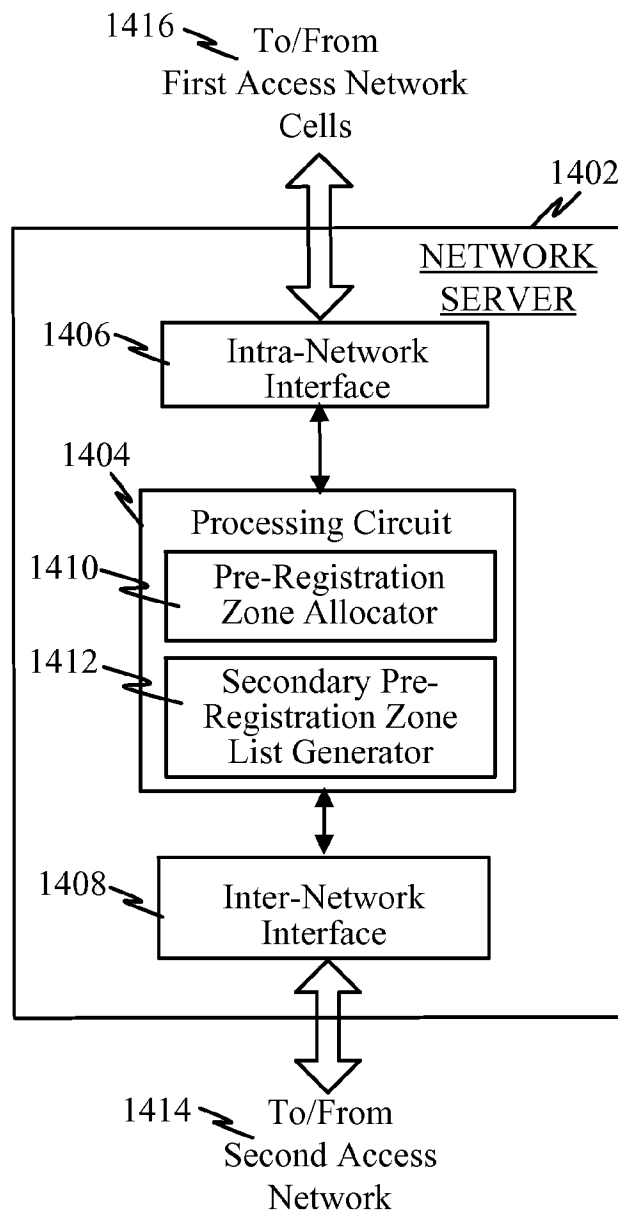 1416
To/From
First Access Network
Cells
1402
NETWORK
SERVER
1406
Intra-Network
Interface
1404
Processing Circuit
1410
Pre-Registration
Zone Allocator
1412
Secondary Pre-
Registration Zone
List Generator
1408
Inter-Network
Interface
1414
To/From
Second Access
Network